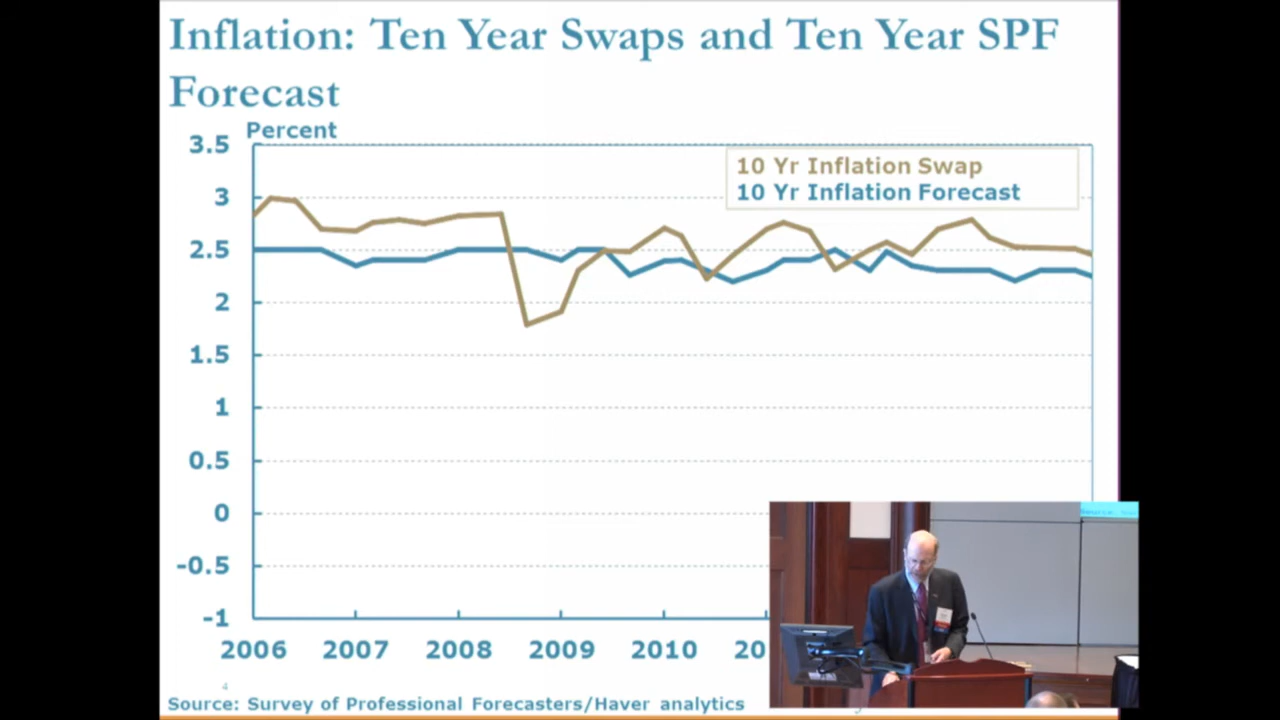 Inflation: Ten Year Swaps and Ten Year SPF
Forecast
Percent
3.5
3
2.5
2
1.5
1
0.5
0
-0.5
-1
10 Yr Inflation Swap
10 Yr Inflation Forecast
2006 2007 2008 2009 2010 20
4
Source: Survey of Professional Forecasters/Haver analytics